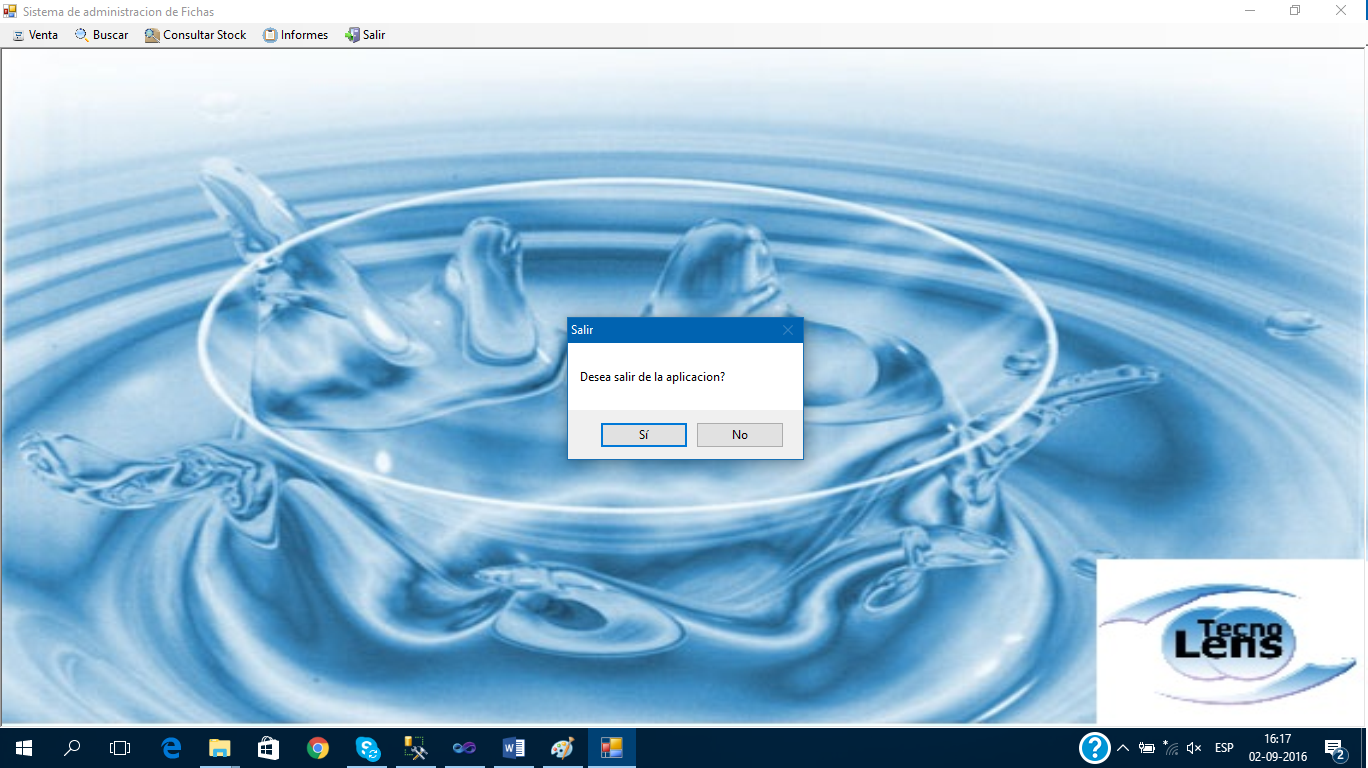 Sistema de administracion de Fichas
Venta Buscar Consultar Stock Informes Salir
Salir
Desea salir de la aplicacion?
Sí No
Tecno
Lens
ESP
16:17
02-09-2016
2